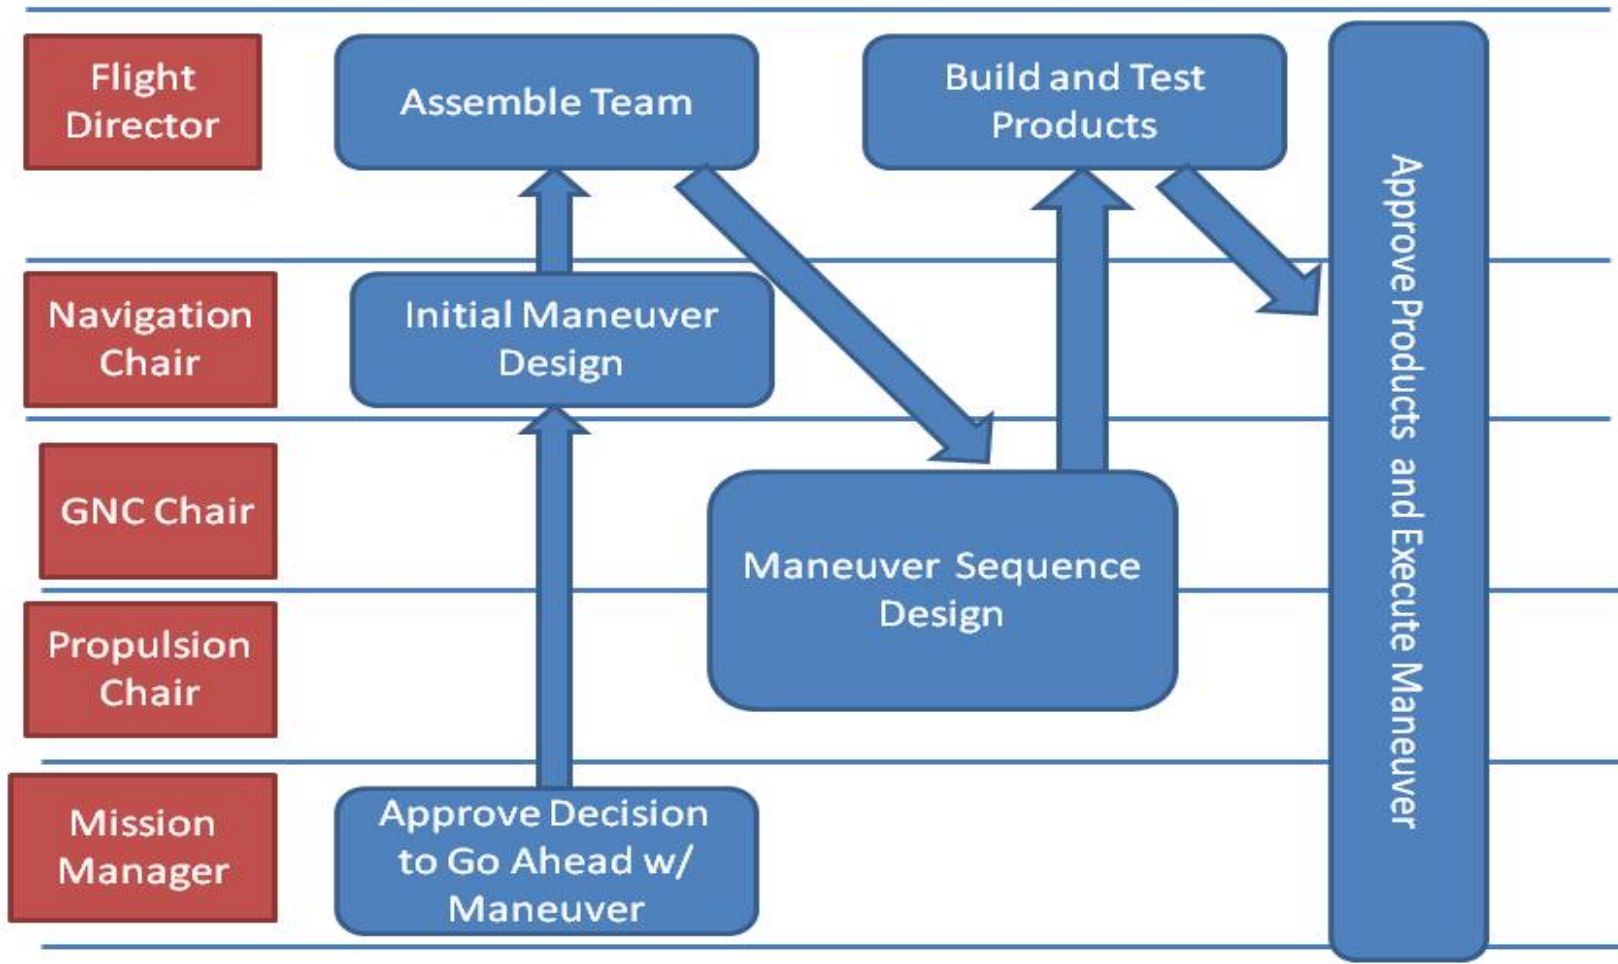 Flight
Director
Assemble Team
Build and Test
Products
Navigation
Chair
Initial Maneuver
Design
GNC Chair
Maneuver Sequence
Design
Propulsion
Chair
Mission
Manager
Approve Decision
to Go Ahead w/
Maneuver
Approve Products and Execute Maneuver